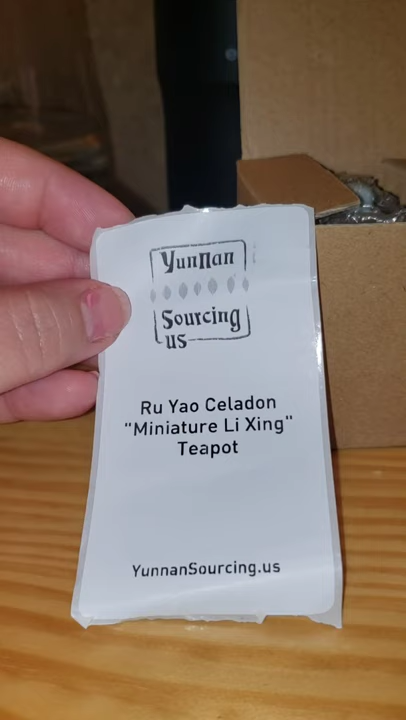 Yunnan
Sourcing
us
Ru Yao Celadon
"Miniature Li Xing"
Teapot
YunnanSourcing.us